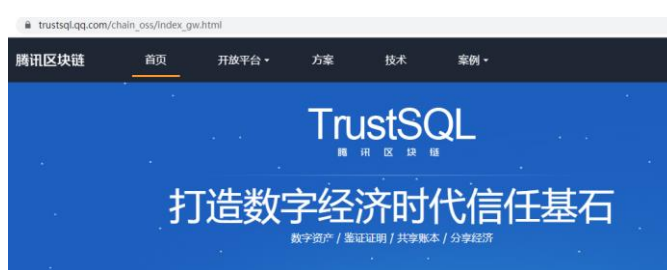 trustsql.qq.com/chain_oss/index_gw.html
腾讯区块链 首页 开放平台 方案 技术 案例
TrustSQL
腾讯区块链
打造数字经济时代信任基石
数字资产 / 鉴证证明 / 共享账本 / 分享经济